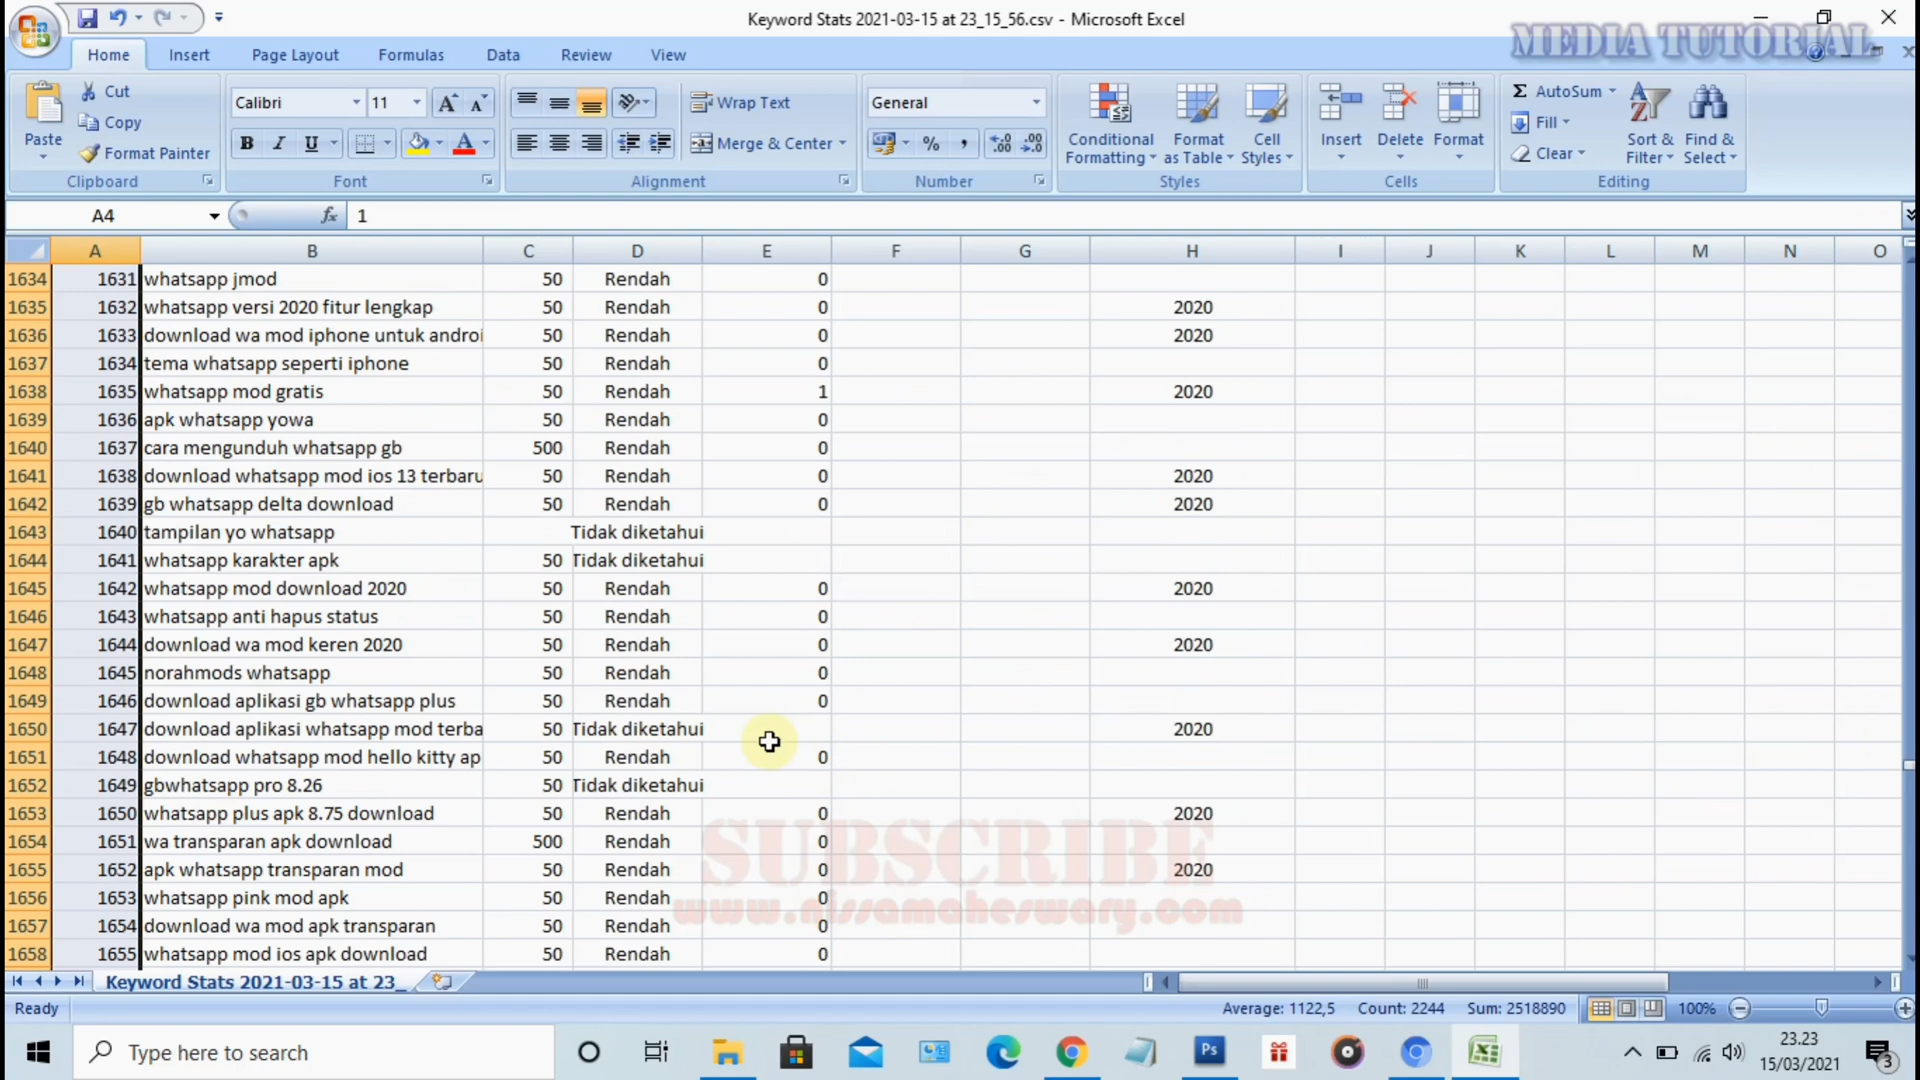 Keyword Stats 2021-03-15 at 23_15_56.csv - Microsoft Excel
MEDIA TUTORIAL
Home Insert Page Layout Formulas Data Review View
Paste Cut Copy Format Painter Clipboard
Calibri 11 B I U Font
Wrap Text Merge & Center Alignment
General % , Number
Conditional Formatting Format as Table Cell Styles Styles
Insert Delete Format Cells
Σ AutoSum Fill Clear Sort & Filter Find & Select Editing
A4 fx 1
A B C D E F G H I J K L M N O
1634 1631 whatsapp jmod 50 Rendah 0
1635 1632 whatsapp versi 2020 fitur lengkap 50 Rendah 0 2020
1636 1633 download wa mod iphone untuk androi 50 Rendah 0 2020
1637 1634 tema whatsapp seperti iphone 50 Rendah 0
1638 1635 whatsapp mod gratis 50 Rendah 1 2020
1639 1636 apk whatsapp yowa 50 Rendah 0
1640 1637 cara mengunduh whatsapp gb 500 Rendah 0
1641 1638 download whatsapp mod ios 13 terbaru 50 Rendah 0 2020
1642 1639 gb whatsapp delta download 50 Rendah 0 2020
1643 1640 tampilan yo whatsapp Tidak diketahui
1644 1641 whatsapp karakter apk 50 Tidak diketahui
1645 1642 whatsapp mod download 2020 50 Rendah 0 2020
1646 1643 whatsapp anti hapus status 50 Rendah 0
1647 1644 download wa mod keren 2020 50 Rendah 0 2020
1648 1645 norahmods whatsapp 50 Rendah 0
1649 1646 download aplikasi gb whatsapp plus 50 Rendah 0
1650 1647 download aplikasi whatsapp mod terba 50 Tidak diketahui 2020
1651 1648 download whatsapp mod hello kitty ap 50 Rendah 0
1652 1649 gbwhatsapp pro 8.26 50 Tidak diketahui
1653 1650 whatsapp plus apk 8.75 download 50 Rendah 0 2020
1654 1651 wa transparan apk download 500 Rendah 0
1655 1652 apk whatsapp transparan mod 50 Rendah 0 2020
1656 1653 whatsapp pink mod apk 50 Rendah 0
1657 1654 download wa mod apk transparan 50 Rendah 0
1658 1655 whatsapp mod ios apk download 50 Rendah 0
SUBSCRIBE
www.nissamaheswary.com
Keyword Stats 2021-03-15 at 23_
Ready Average: 1122,5 Count: 2244 Sum: 2518890 100%
Type here to search
Ps
23.23
15/03/2021
3